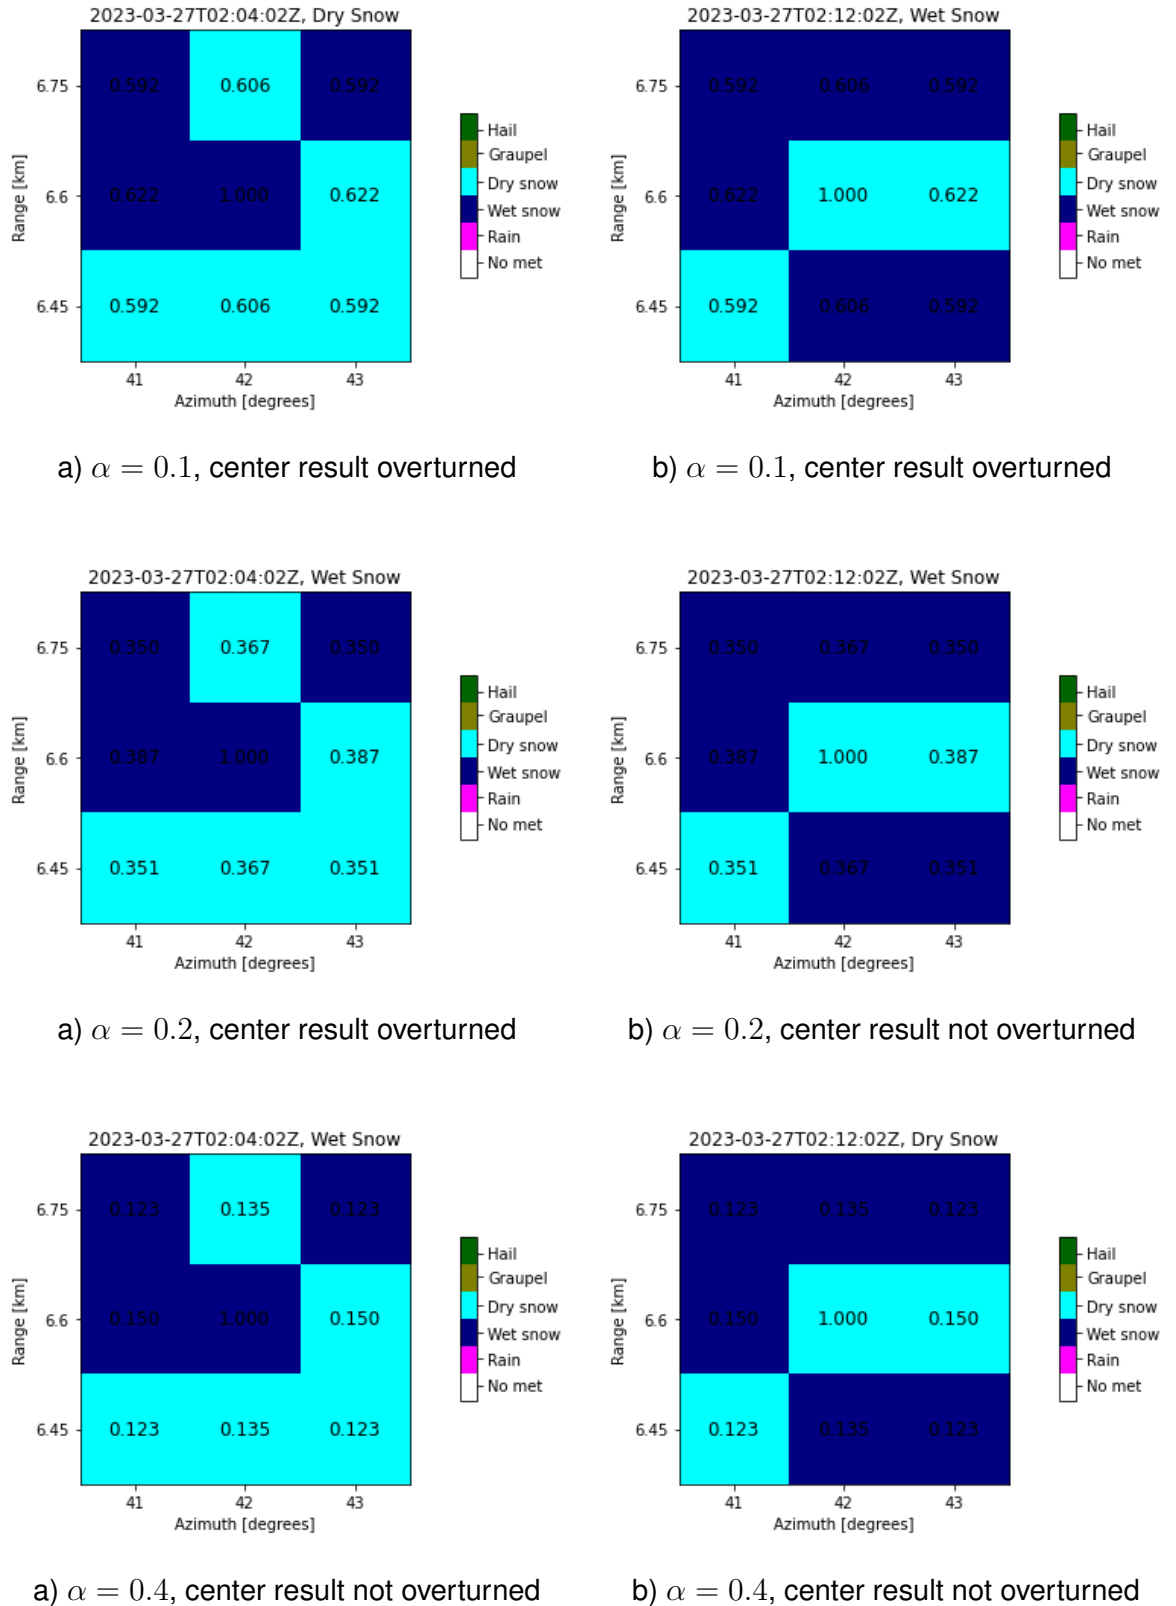 2023-03-27T02:04:02Z, Dry Snow
Range [km]
6.75
6.6
6.45
0.592 0.606 0.592
0.622 1.000 0.622
0.592 0.606 0.592
41 42 43
Azimuth [degrees]
Hail
Graupel
Dry snow
Wet snow
Rain
No met
a) α = 0.1, center result overturned
2023-03-27T02:12:02Z, Wet Snow
Range [km]
6.75
6.6
6.45
0.592 0.606 0.592
0.622 1.000 0.622
0.592 0.606 0.592
41 42 43
Azimuth [degrees]
Hail
Graupel
Dry snow
Wet snow
Rain
No met
b) α = 0.1, center result overturned
2023-03-27T02:04:02Z, Wet Snow
Range [km]
6.75
6.6
6.45
0.350 0.367 0.350
0.387 1.000 0.387
0.351 0.367 0.351
41 42 43
Azimuth [degrees]
Hail
Graupel
Dry snow
Wet snow
Rain
No met
a) α = 0.2, center result overturned
2023-03-27T02:12:02Z, Wet Snow
Range [km]
6.75
6.6
6.45
0.350 0.367 0.350
0.387 1.000 0.387
0.351 0.367 0.351
41 42 43
Azimuth [degrees]
Hail
Graupel
Dry snow
Wet snow
Rain
No met
b) α = 0.2, center result not overturned
2023-03-27T02:04:02Z, Wet Snow
Range [km]
6.75
6.6
6.45
0.123 0.135 0.123
0.150 1.000 0.150
0.123 0.135 0.123
41 42 43
Azimuth [degrees]
Hail
Graupel
Dry snow
Wet snow
Rain
No met
a) α = 0.4, center result not overturned
2023-03-27T02:12:02Z, Dry Snow
Range [km]
6.75
6.6
6.45
0.123 0.135 0.123
0.150 1.000 0.150
0.123 0.135 0.123
41 42 43
Azimuth [degrees]
Hail
Graupel
Dry snow
Wet snow
Rain
No met
b) α = 0.4, center result not overturned